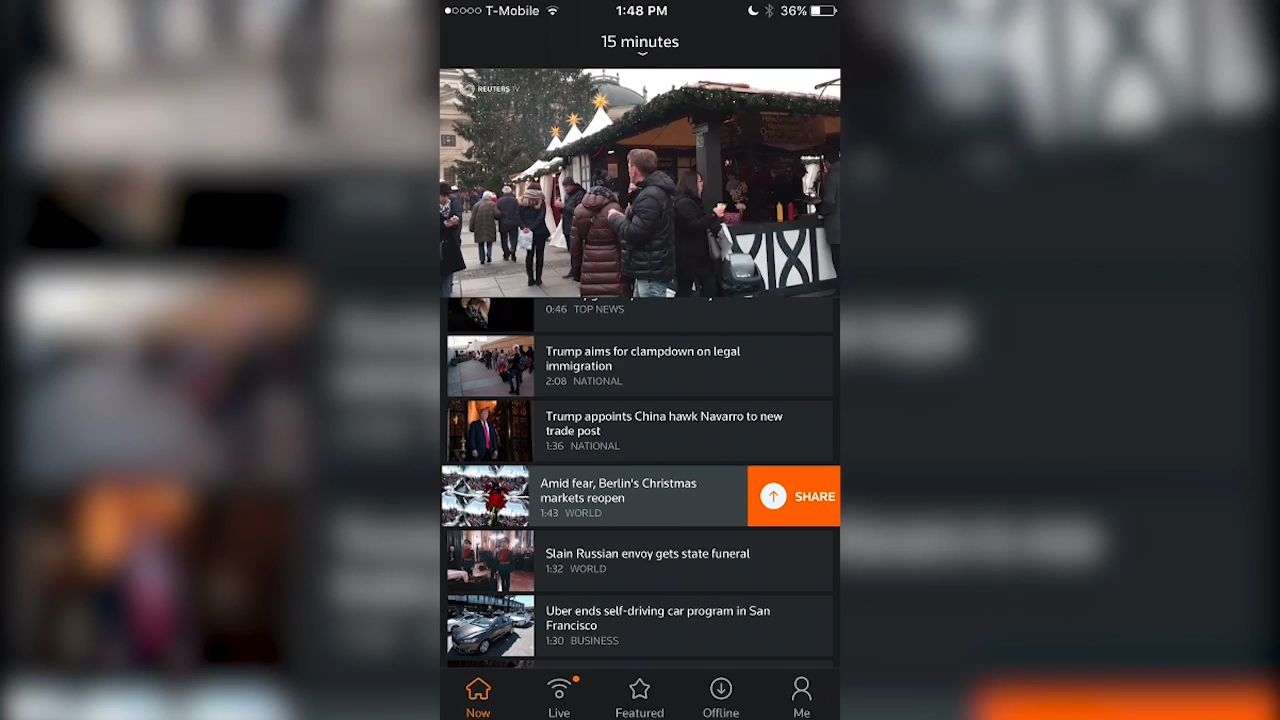 T-Mobile
1:48 PM
36%
15 minutes
REUTERS TV
0:46 TOP NEWS
Trump aims for clampdown on legal
immigration
2:08 NATIONAL
Trump appoints China hawk Navarro to new
trade post
1:36 NATIONAL
Amid fear, Berlin's Christmas
markets reopen
1:43 WORLD
SHARE
Slain Russian envoy gets state funeral
1:32 WORLD
Uber ends self-driving car program in San
Francisco
1:30 BUSINESS
Now
Live
Featured
Offline
Me